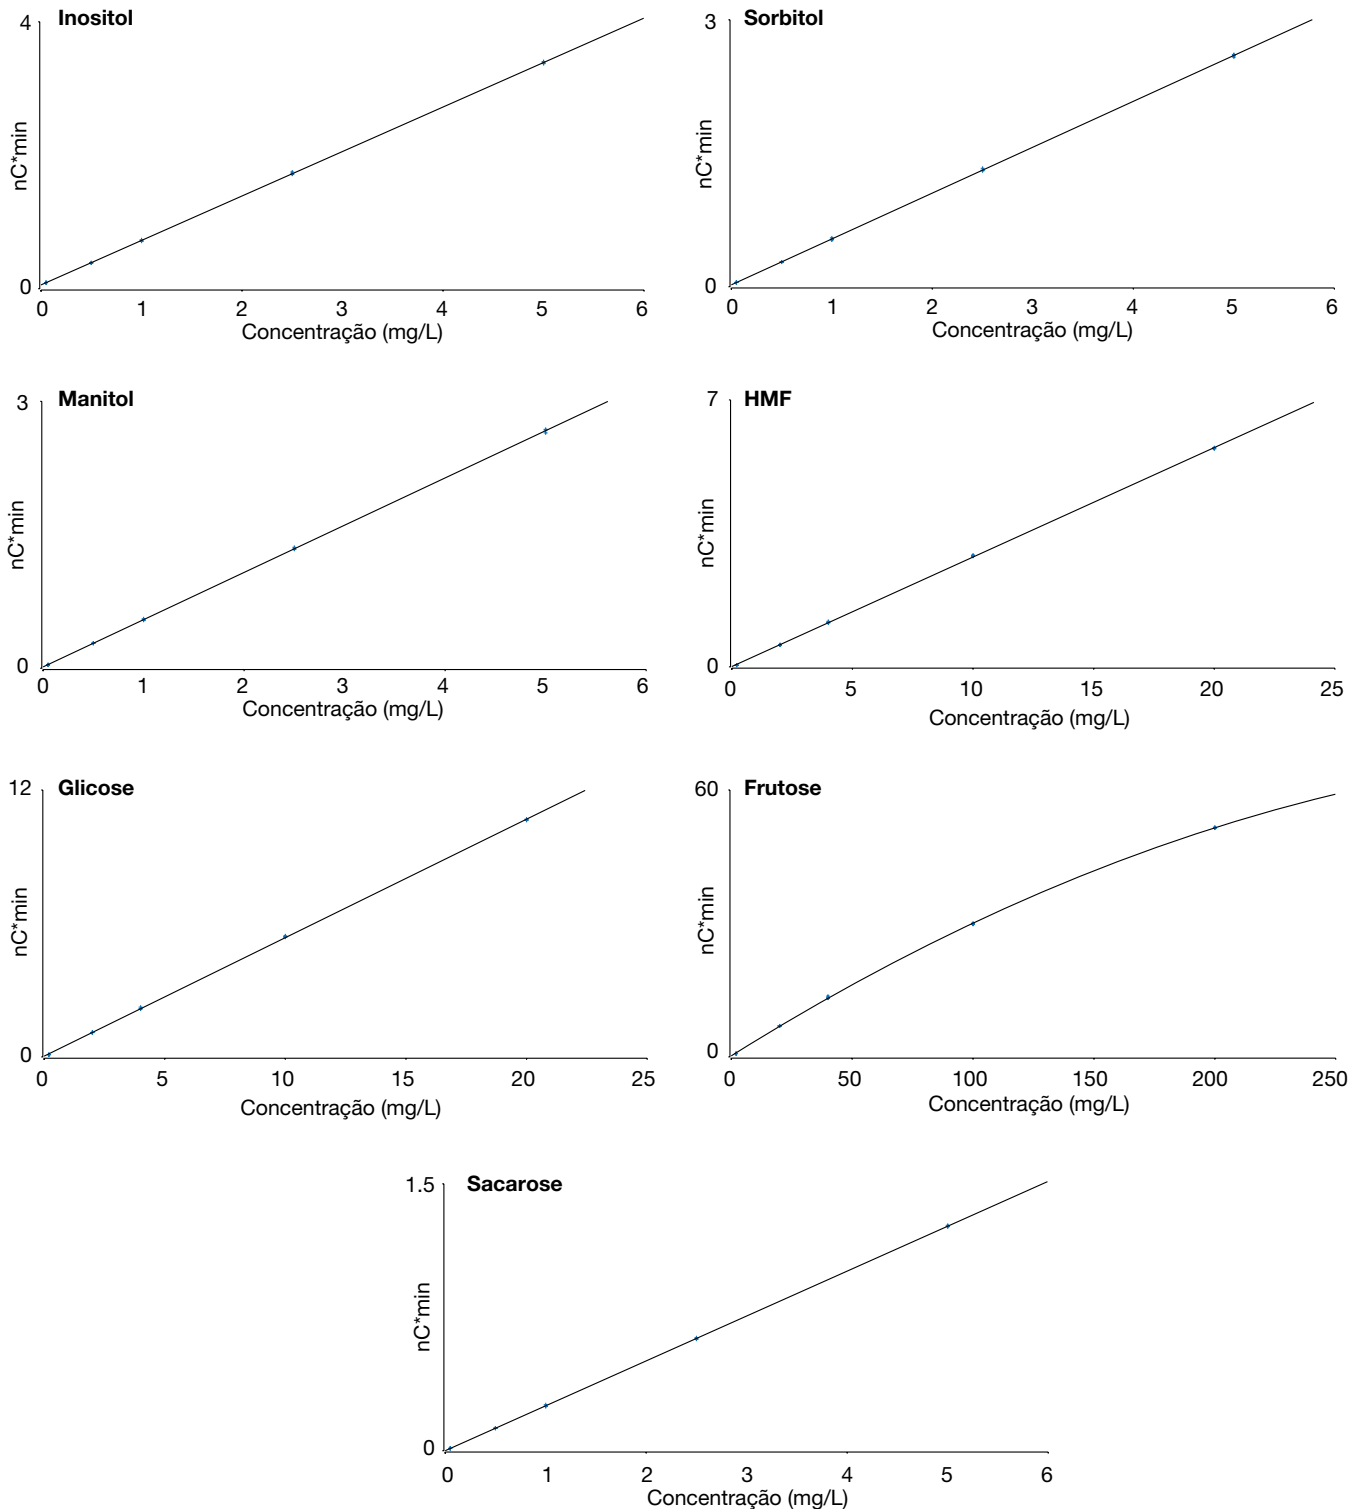 Inositol
4
nC*min
0
0 1 2 3 4 5 6
Concentração (mg/L)
Sorbitol
3
nC*min
0
0 1 2 3 4 5 6
Concentração (mg/L)
Manitol
3
nC*min
0
0 1 2 3 4 5 6
Concentração (mg/L)
HMF
7
nC*min
0
0 5 10 15 20 25
Concentração (mg/L)
Glicose
12
nC*min
0
0 5 10 15 20 25
Concentração (mg/L)
Frutose
60
nC*min
0
0 50 100 150 200 250
Concentração (mg/L)
Sacarose
1.5
nC*min
0
0 1 2 3 4 5 6
Concentração (mg/L)